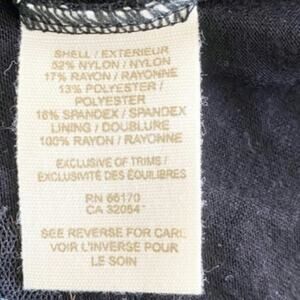 SHELL / EXTERIEUR
52% NYLON / NYLON
17% RAYON / RAYONNE
13% POLYESTER /
POLYESTER
18% SPANDEX / SPANDEX
LINING / DOUBLURE
100% RAYON / RAYONNE
EXCLUSIVE OF TRIMS /
EXCLUSIVITÉ DES ÉQUILIBRES
RN 66170
CA 32054
SEE REVERSE FOR CARE
VOIR L'INVERSE POUR
LE SOIN